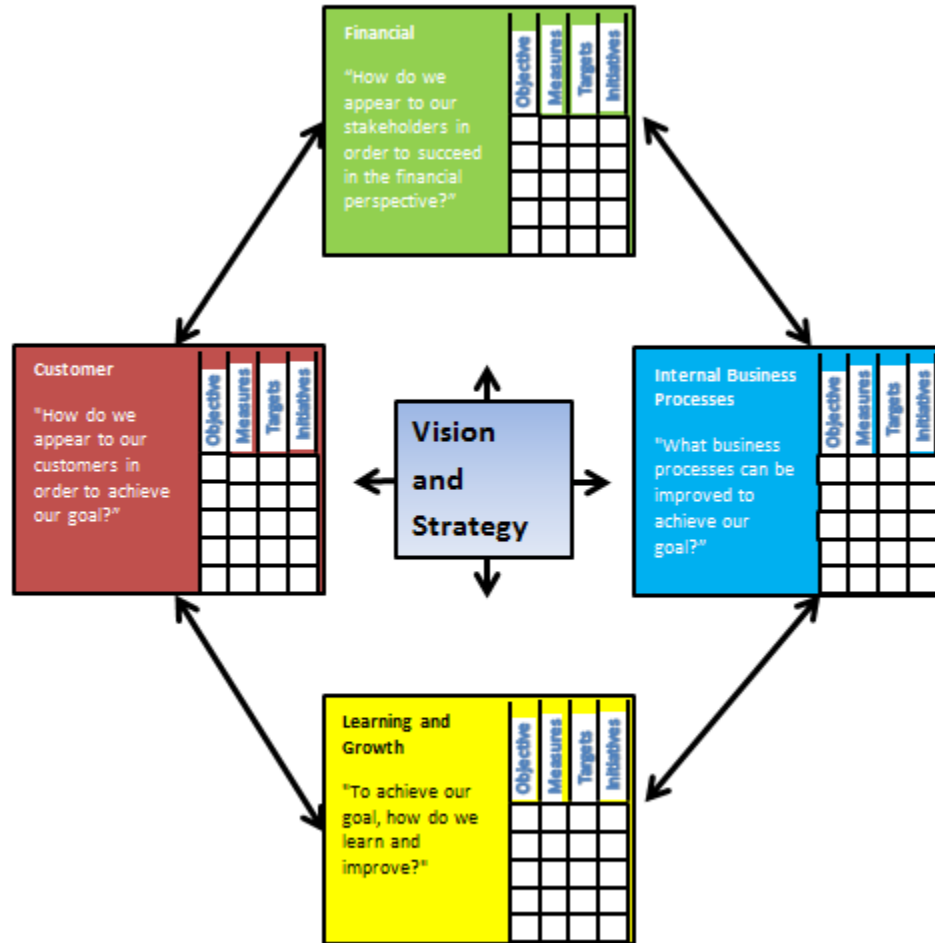 Financial
"How do we
appear to our
stakeholders in
order to succeed
in the financial
perspective?”
Objective
Measures
Targets
Initiatives
Customer
"How do we
appear to our
customers in
order to achieve
our goal?”
Objective
Measures
Targets
Initiatives
Vision
and
Strategy
Internal Business
Processes
"What business
processes can be
improved to
achieve our
goal?”
Objective
Measures
Targets
Initiatives
Learning and
Growth
"To achieve our
goal, how do we
learn and
improve?"
Objective
Measures
Targets
Initiatives